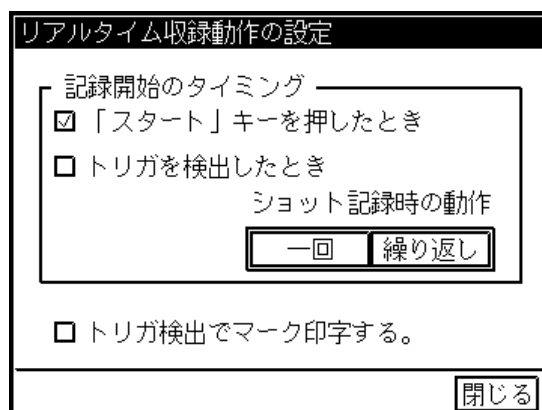 リアルタイム収録動作の設定
記録開始のタイミング
「スタート」キーを押したとき
トリガを検出したとき
ショット記録時の動作
一回 繰り返し
トリガ検出でマーク印字する。
閉じる